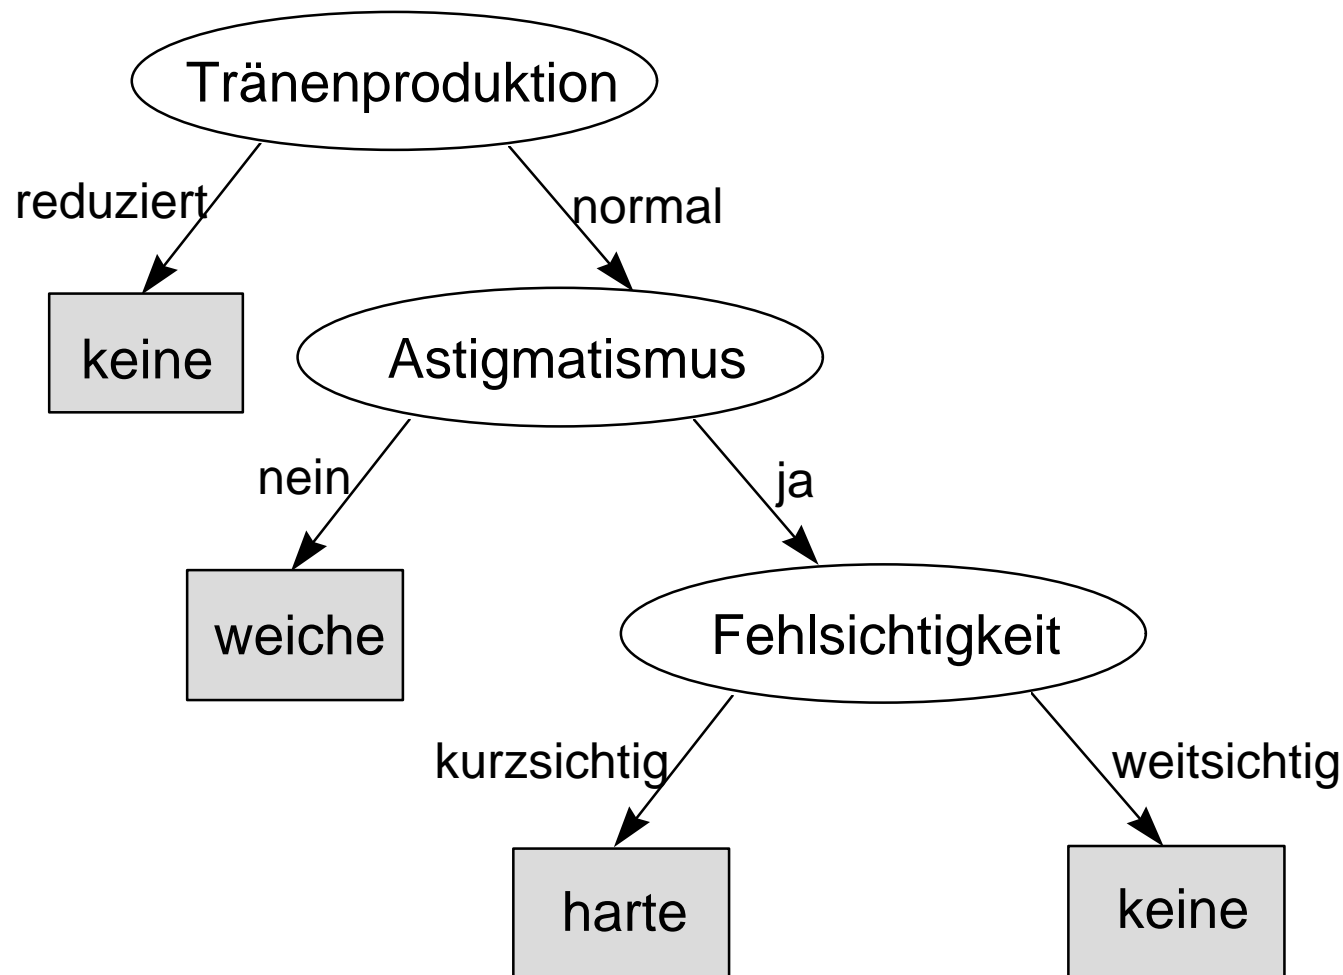 Tränenproduktion
reduziert
normal
keine
Astigmatismus
nein
ja
weiche
Fehlsichtigkeit
kurzsichtig
weitsichtig
harte
keine